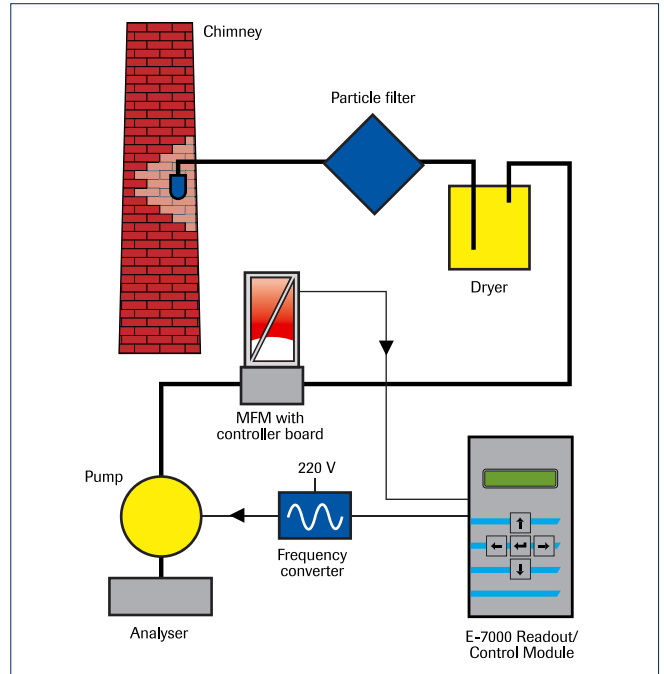 Chimney
Particle filter
Dryer
MFM with
controller board
Pump
220 V
Frequency
converter
Analyser
E-7000 Readout/
Control Module